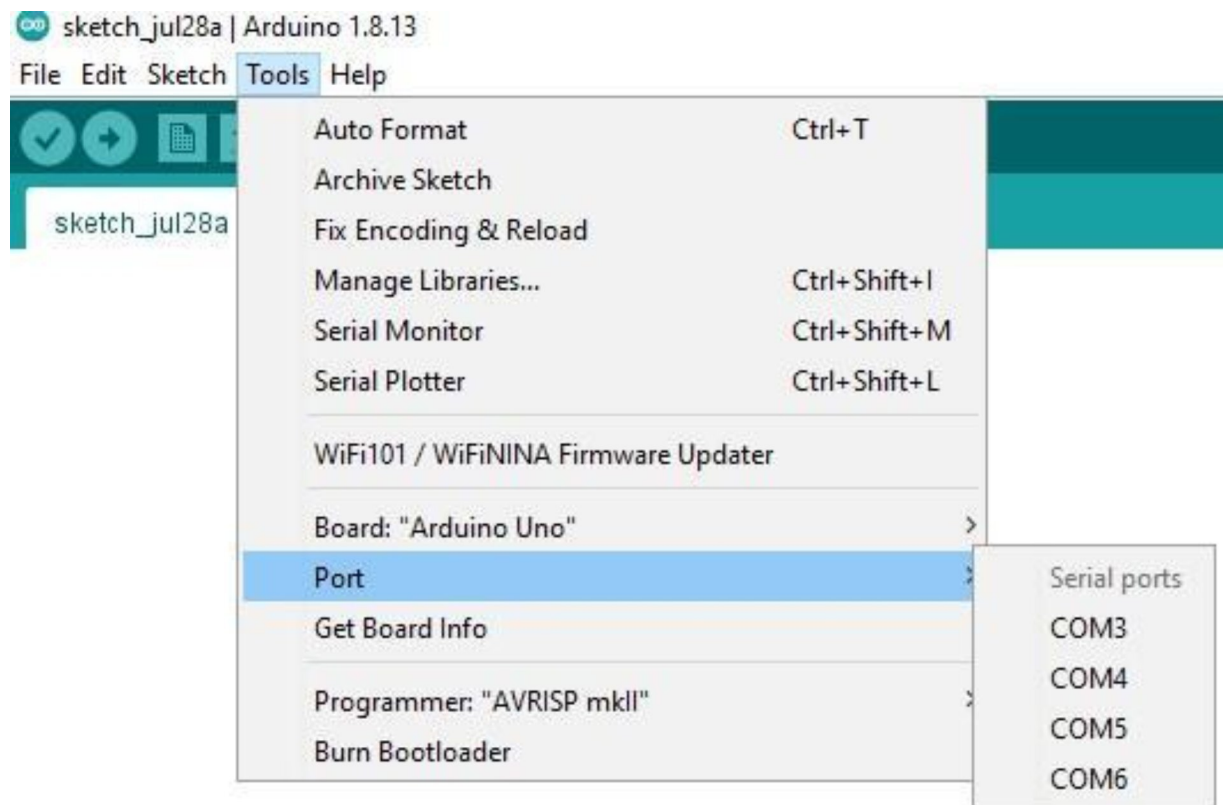 sketch_jul28a | Arduino 1.8.13
File Edit Sketch Tools Help
sketch_jul28a
Auto Format Ctrl+T
Archive Sketch
Fix Encoding & Reload
Manage Libraries... Ctrl+Shift+I
Serial Monitor Ctrl+Shift+M
Serial Plotter Ctrl+Shift+L
WiFi101 / WiFiNINA Firmware Updater
Board: "Arduino Uno"
Port
Get Board Info
Programmer: "AVRISP mkII"
Burn Bootloader
Serial ports
COM3
COM4
COM5
COM6